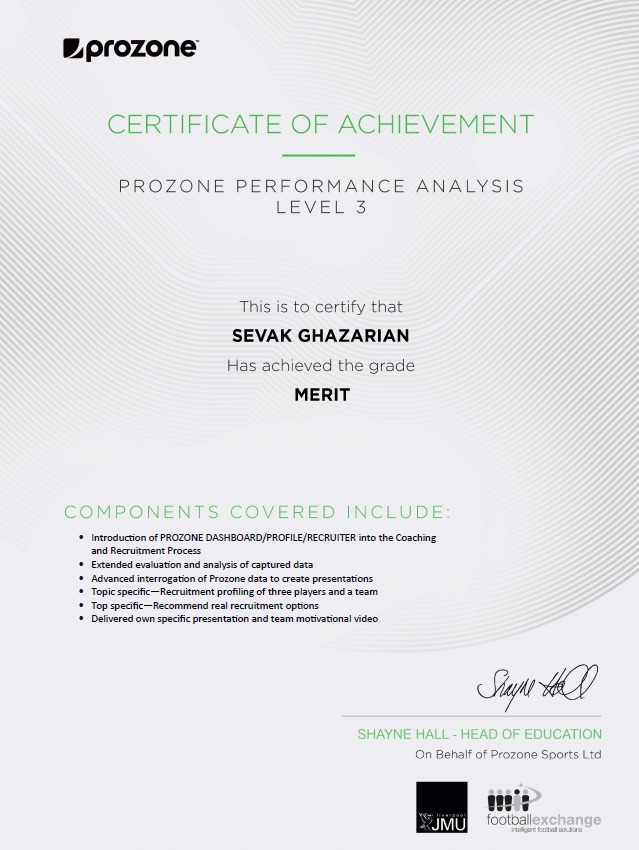 prozone™
CERTIFICATE OF ACHIEVEMENT
PROZONE PERFORMANCE ANALYSIS
LEVEL 3
This is to certify that
SEVAK GHAZARIAN
Has achieved the grade
MERIT
COMPONENTS COVERED INCLUDE:
• Introduction of PROZONE DASHBOARD/PROFILE/RECRUITER into the Coaching
and Recruitment Process
• Extended evaluation and analysis of captured data
• Advanced interrogation of Prozone data to create presentations
• Topic specific—Recruitment profiling of three players and a team
• Top specific—Recommend real recruitment options
• Delivered own specific presentation and team motivational video
Shayne Hall
SHAYNE HALL - HEAD OF EDUCATION
On Behalf of Prozone Sports Ltd
liverpool
JMU
footballexchange
intelligent football solutions